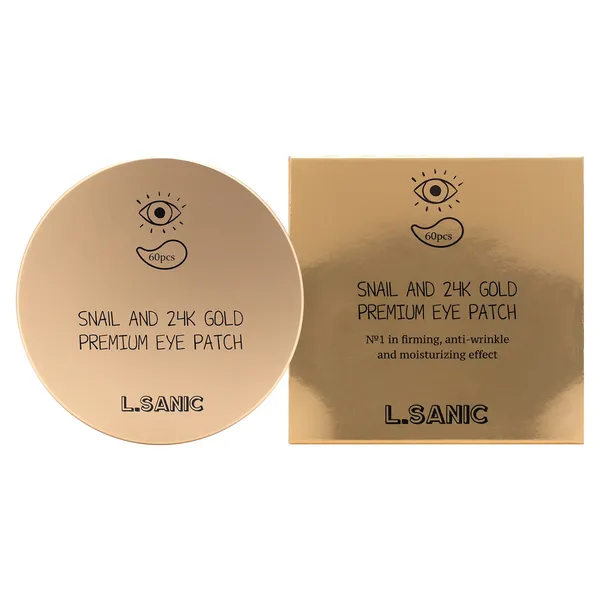 60pcs
SNAIL AND 24K GOLD
PREMIUM EYE PATCH
L.SANIC
60pcs
SNAIL AND 24K GOLD
PREMIUM EYE PATCH
№1 in firming, anti-wrinkle
and moisturizing effect
L.SANIC